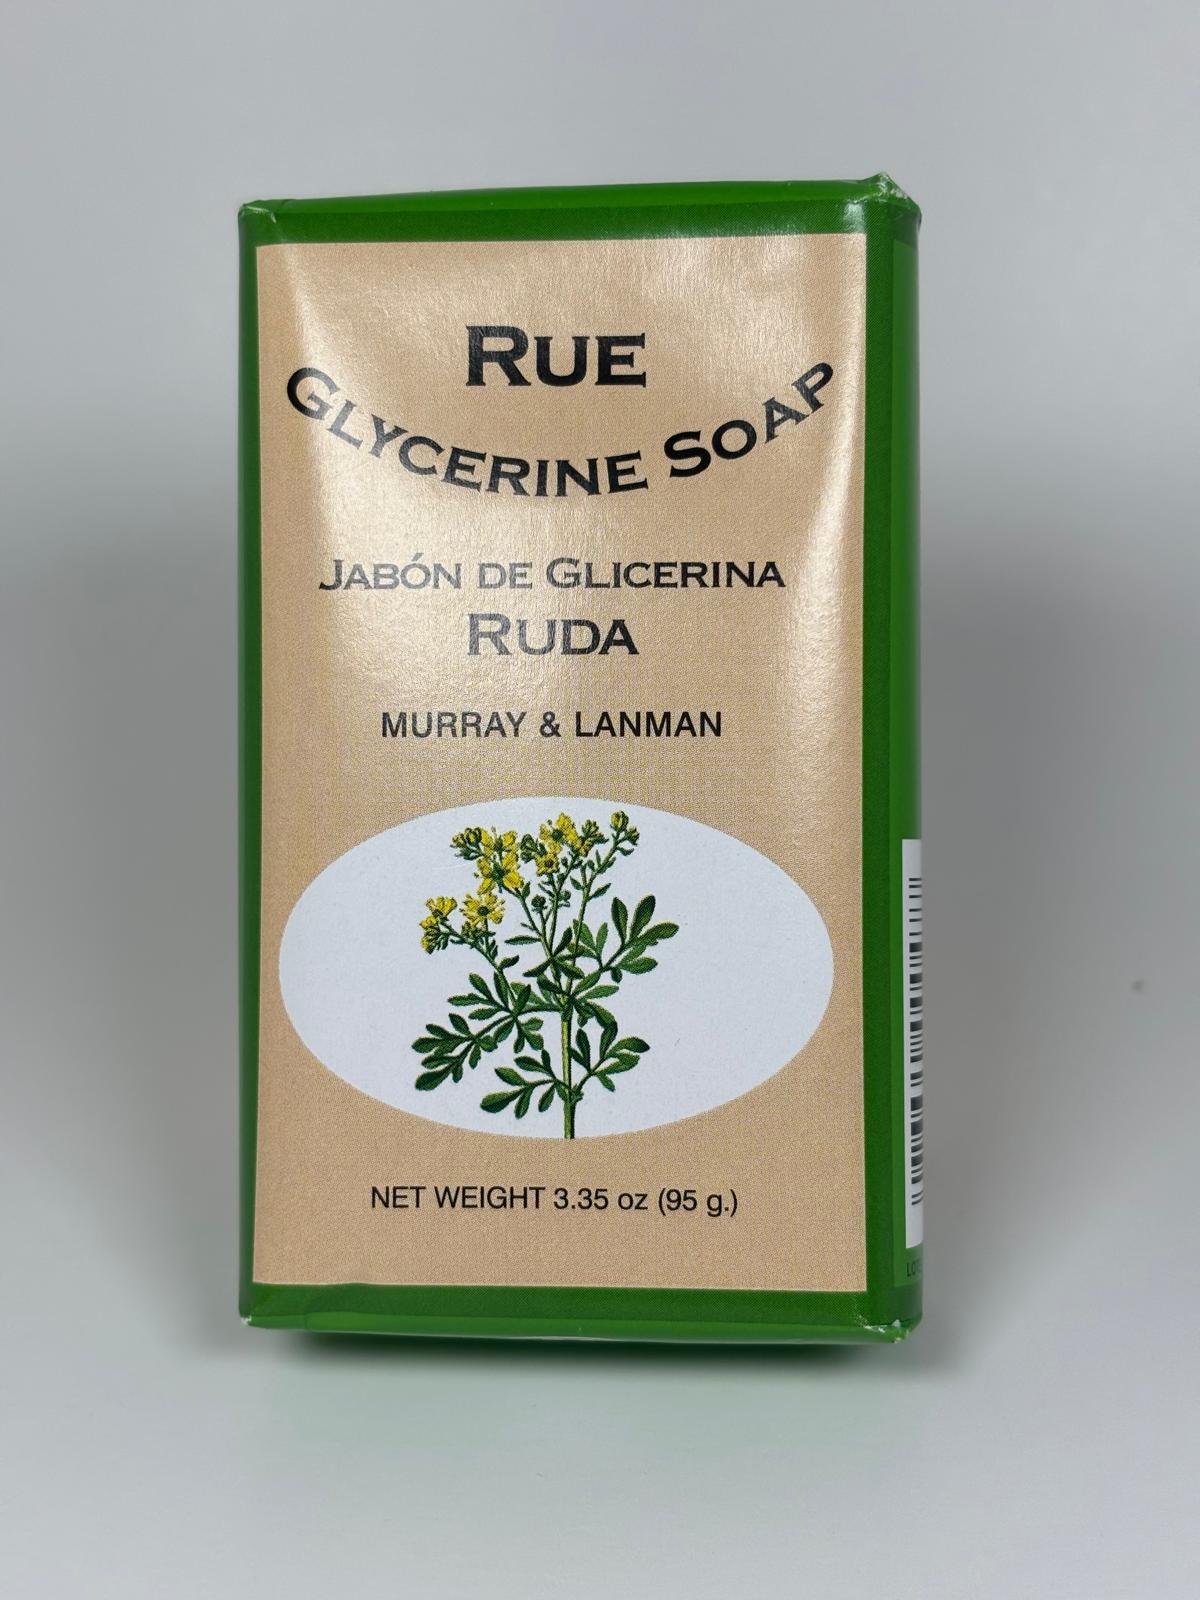 RUE
GLYCERINE SOAP
JABÓN DE GLICERINA
RUDA
MURRAY & LANMAN
NET WEIGHT 3.35 oz (95 g.)